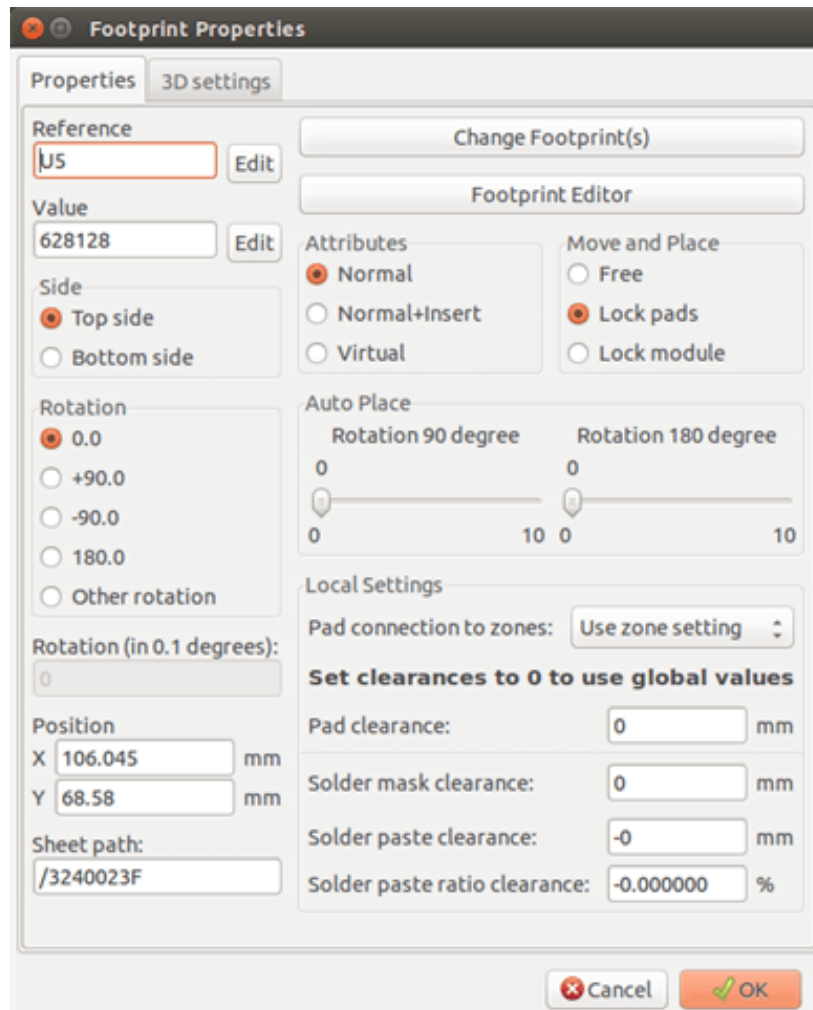 Footprint Properties
Properties 3D settings
Reference
U5 Edit
Value
628128 Edit
Side
Top side
Bottom side
Rotation
0.0
+90.0
-90.0
180.0
Other rotation
Rotation (in 0.1 degrees):
0
Position
X 106.045 mm
Y 68.58 mm
Sheet path:
/3240023F
Change Footprint(s)
Footprint Editor
Attributes
Normal
Normal+Insert
Virtual
Move and Place
Free
Lock pads
Lock module
Auto Place
Rotation 90 degree Rotation 180 degree
0 0
0 10 0 10
Local Settings
Pad connection to zones: Use zone setting
Set clearances to 0 to use global values
Pad clearance: 0 mm
Solder mask clearance: 0 mm
Solder paste clearance: -0 mm
Solder paste ratio clearance: -0.000000 %
Cancel OK